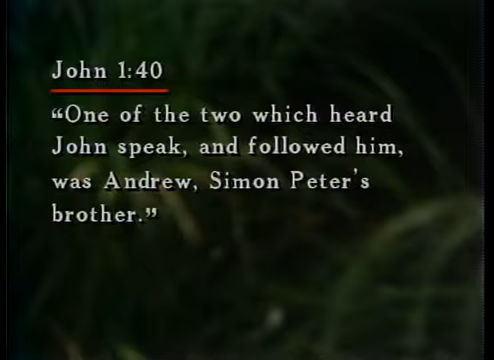 John 1:40
“One of the two which heard
John speak, and followed him,
was Andrew, Simon Peter's
brother.”